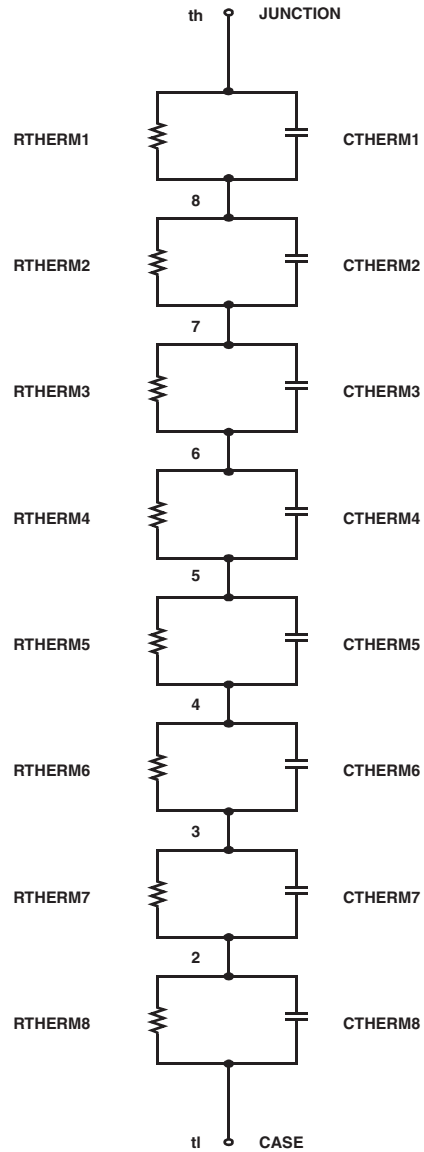 th JUNCTION
RTHERM1 CTHERM1
8
RTHERM2 CTHERM2
7
RTHERM3 CTHERM3
6
RTHERM4 CTHERM4
5
RTHERM5 CTHERM5
4
RTHERM6 CTHERM6
3
RTHERM7 CTHERM7
2
RTHERM8 CTHERM8
tl CASE